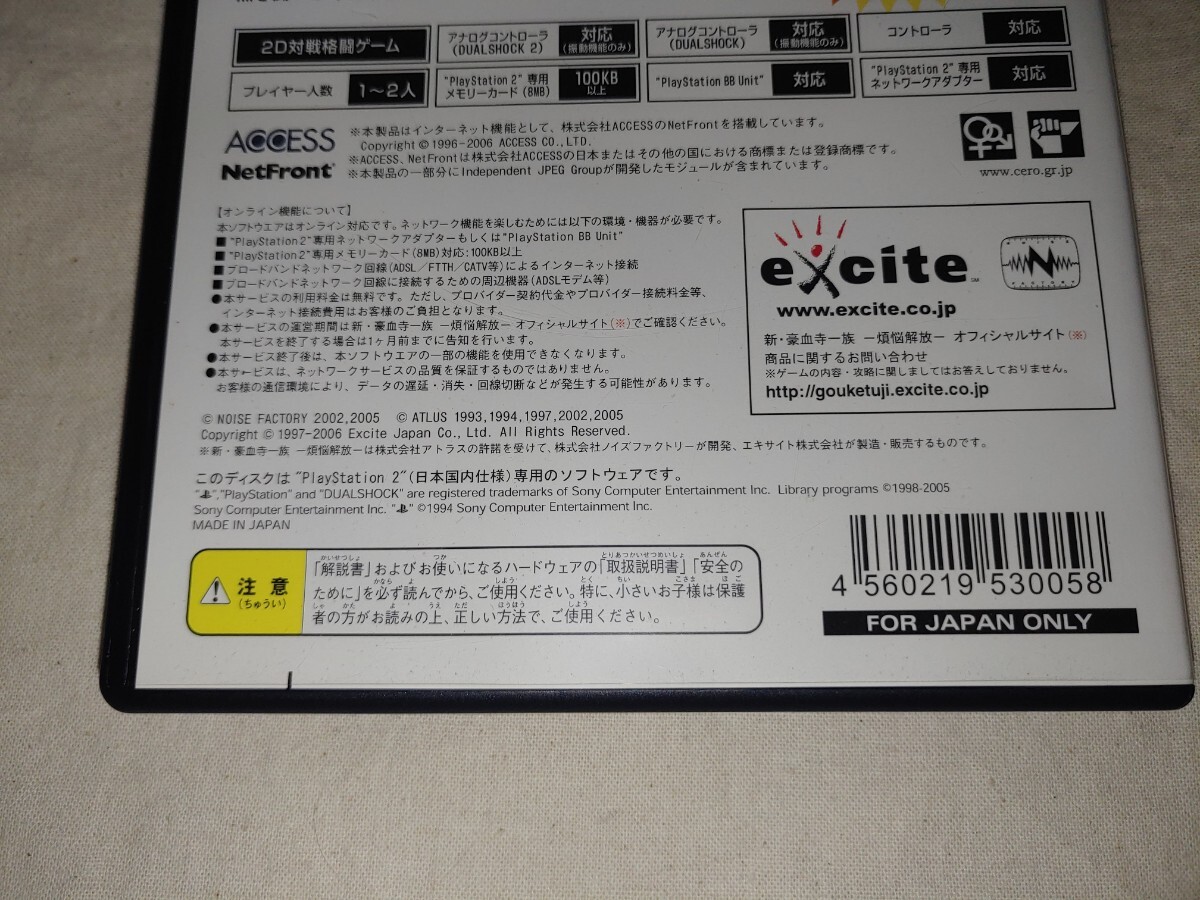 2D対戦格闘ゲーム
アナログコントローラ
(DUALSHOCK 2)
対応
(振動機能のみ)
アナログコントローラ
(DUALSHOCK)
対応
(振動機能のみ)
コントローラ
対応
プレイヤー人数
1～2人
"PlayStation 2" 専用
メモリーカード (8MB)
100KB
以上
"PlayStation BB Unit"
対応
"PlayStation 2" 専用
ネットワークアダプター
対応
ACCESS
NetFront
※本製品はインターネット機能として、株式会社ACCESSのNetFrontを搭載しています。
Copyright © 1996-2006 ACCESS CO., LTD.
※ACCESS、NetFrontは株式会社ACCESSの日本またはその他の国における商標または登録商標です。
※本製品の一部分にIndependent JPEG Groupが開発したモジュールが含まれています。
www.cero.gr.jp
【オンライン機能について】
本ソフトウエアはオンライン対応です。ネットワーク機能を楽しむためには以下の環境・機器が必要です。
■"PlayStation 2"専用ネットワークアダプターもしくは"PlayStation BB Unit"
■"PlayStation 2"専用メモリーカード(8MB)対応:100KB以上
■ブロードバンドネットワーク回線(ADSL／FTTH／CATV等)によるインターネット接続
■ブロードバンドネットワーク回線に接続するための周辺機器(ADSLモデム等)
●本サービスの利用料金は無料です。ただし、プロバイダー契約代金やプロバイダー接続料金等、
インターネット接続費用はお客様のご負担となります。
●本サービスの運営期間は新・豪血寺一族 －煩悩解放－ オフィシャルサイト(※)でご確認ください。
本サービスを終了する場合は1ヶ月前までに告知を行います。
●本サービス終了後は、本ソフトウエアの一部の機能を使用できなくなります。
●本サービスは、ネットワークサービスの品質を保証するものではありません。
お客様の通信環境により、データの遅延・消失・回線切断などが発生する可能性があります。
excite
www.excite.co.jp
新・豪血寺一族 －煩悩解放－ オフィシャルサイト(※)
商品に関するお問い合わせ
※ゲームの内容・攻略に関しましてはお答えしておりません。
http://gouketuji.excite.co.jp
© NOISE FACTORY 2002,2005 © ATLUS 1993,1994,1997,2002,2005
Copyright © 1997-2006 Excite Japan Co., Ltd. All Rights Reserved.
※新・豪血寺一族 －煩悩解放－は株式会社アトラスの許諾を受けて、株式会社ノイズファクトリーが開発、エキサイト株式会社が製造・販売するものです。
このディスクは "PlayStation 2"(日本国内仕様)専用のソフトウェアです。
"","PlayStation" and "DUALSHOCK" are registered trademarks of Sony Computer Entertainment Inc. Library programs ©1998-2005
Sony Computer Entertainment Inc. "" ©1994 Sony Computer Entertainment Inc.
MADE IN JAPAN
注意
(ちゅうい)
「解説書」およびお使いになるハードウェアの「取扱説明書」「安全の
ために」を必ず読んでから、ご使用ください。特に、小さいお子様は保護
者の方がお読みの上、正しい方法で、ご使用ください。
4 560219 530058
FOR JAPAN ONLY